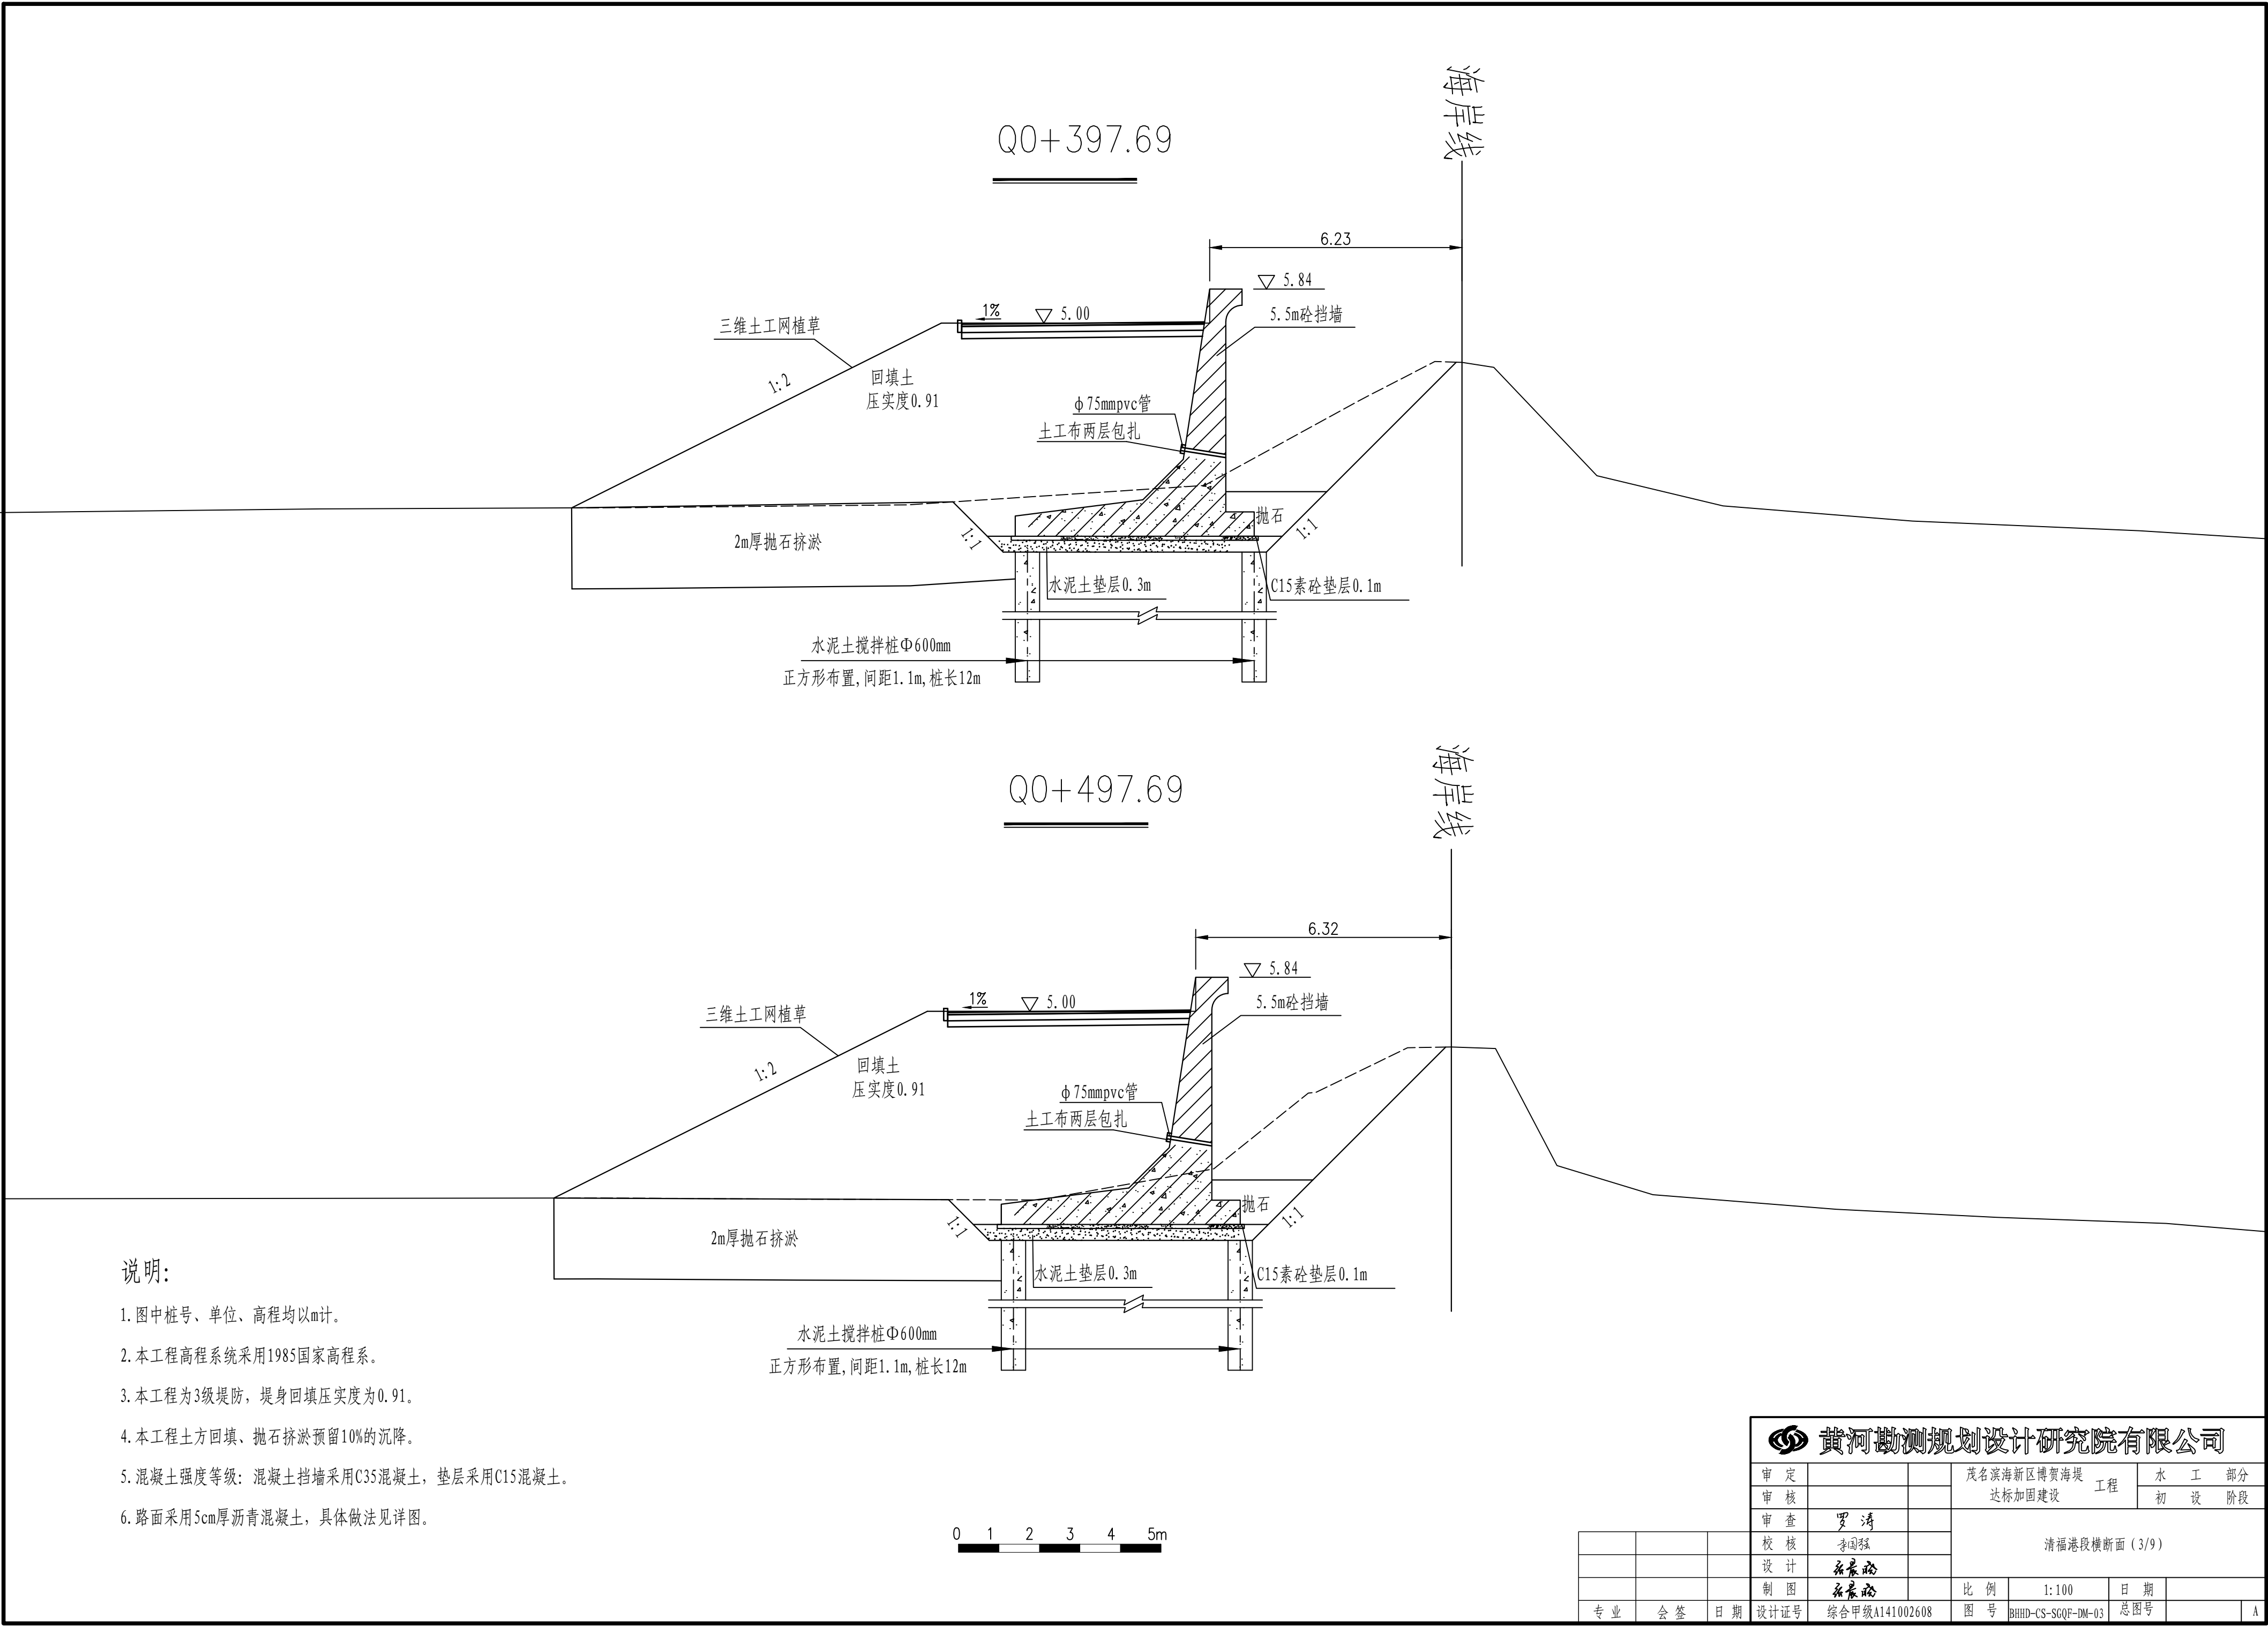 海岸线
Q0+397.69
6.23
5.84
1%
5.00
5.5m砼挡墙
三维土工网植草
1:2
回填土
压实度0.91
ф75mmpvc管
土工布两层包扎
抛石
2m厚抛石挤淤
1:1
1:1
水泥土垫层0.3m
C15素砼垫层0.1m
水泥土搅拌桩Φ600mm
正方形布置,间距1.1m,桩长12m
海岸线
Q0+497.69
6.32
5.84
1%
5.00
5.5m砼挡墙
三维土工网植草
1:2
回填土
压实度0.91
ф75mmpvc管
土工布两层包扎
抛石
2m厚抛石挤淤
1:1
1:1
水泥土垫层0.3m
C15素砼垫层0.1m
水泥土搅拌桩Φ600mm
正方形布置,间距1.1m,桩长12m
说明:
1.图中桩号、单位、高程均以m计。
2.本工程高程系统采用1985国家高程系。
3.本工程为3级堤防，堤身回填压实度为0.91。
4.本工程土方回填、抛石挤淤预留10%的沉降。
5.混凝土强度等级：混凝土挡墙采用C35混凝土，垫层采用C15混凝土。
6.路面采用5cm厚沥青混凝土，具体做法见详图。
0 1 2 3 4 5m
黄河勘测规划设计研究院有限公司
审 定
茂名滨海新区博贺海堤
达标加固建设
工程
水 工 部分
审 核
初 设 阶段
审 查 罗涛
校 核 李国强
清福港段横断面（3/9）
设 计
制 图
比 例 1:100 日 期
专 业 会 签 日 期 设计证号 综合甲级A141002608 图 号 BHHD-CS-SGQF-DM-03 总图号 A